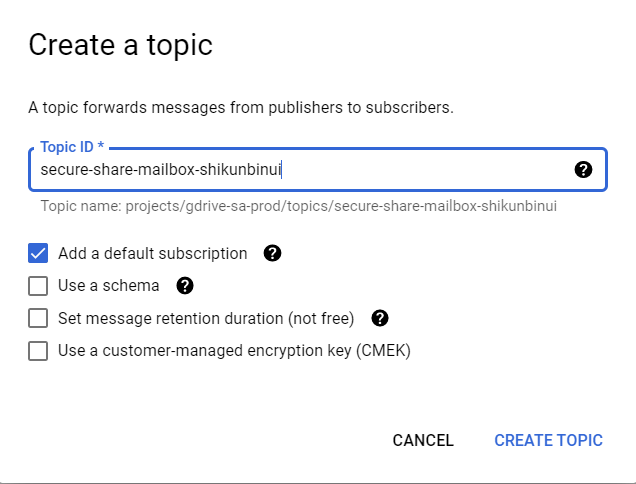 Create a topic
A topic forwards messages from publishers to subscribers.
Topic ID *
secure-share-mailbox-shikunbinui
Topic name: projects/gdrive-sa-prod/topics/secure-share-mailbox-shikunbinui
Add a default subscription ?
Use a schema ?
Set message retention duration (not free) ?
Use a customer-managed encryption key (CMEK)
CANCEL CREATE TOPIC